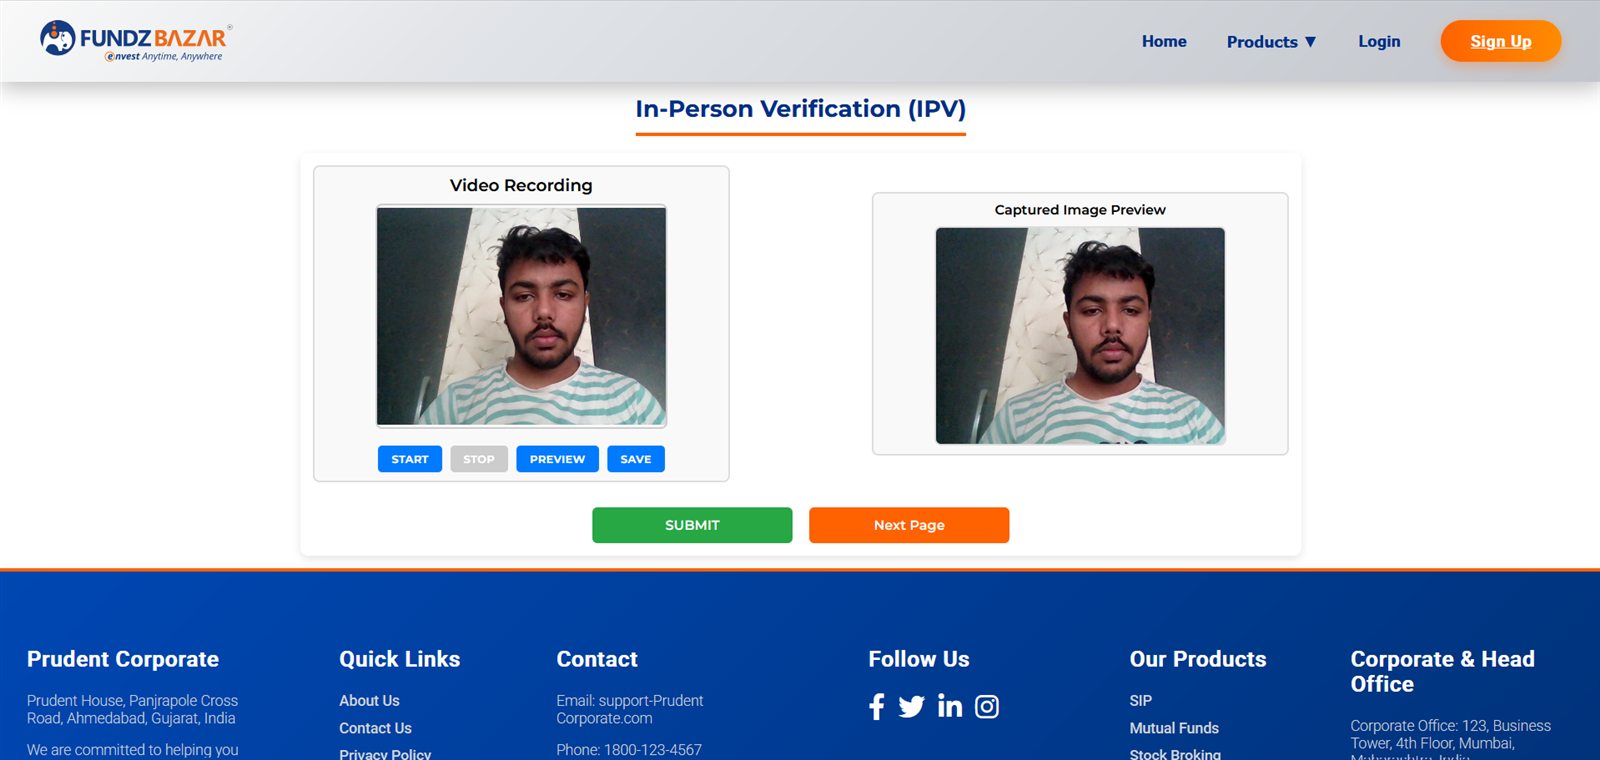 FUNDZ BAZAR
envest Anytime, Anywhere
Home
Products ▼
Login
Sign Up
In-Person Verification (IPV)
Video Recording
START
STOP
PREVIEW
SAVE
Captured Image Preview
SUBMIT
Next Page
Prudent Corporate
Prudent House, Panjrapole Cross
Road, Ahmedabad, Gujarat, India
We are committed to helping you
Quick Links
About Us
Contact Us
Privacy Policy
Contact
Email: support-Prudent
Corporate.com
Phone: 1800-123-4567
Follow Us
Our Products
SIP
Mutual Funds
Stock Broking
Corporate & Head
Office
Corporate Office: 123, Business
Tower, 4th Floor, Mumbai,
Maharashtra, India